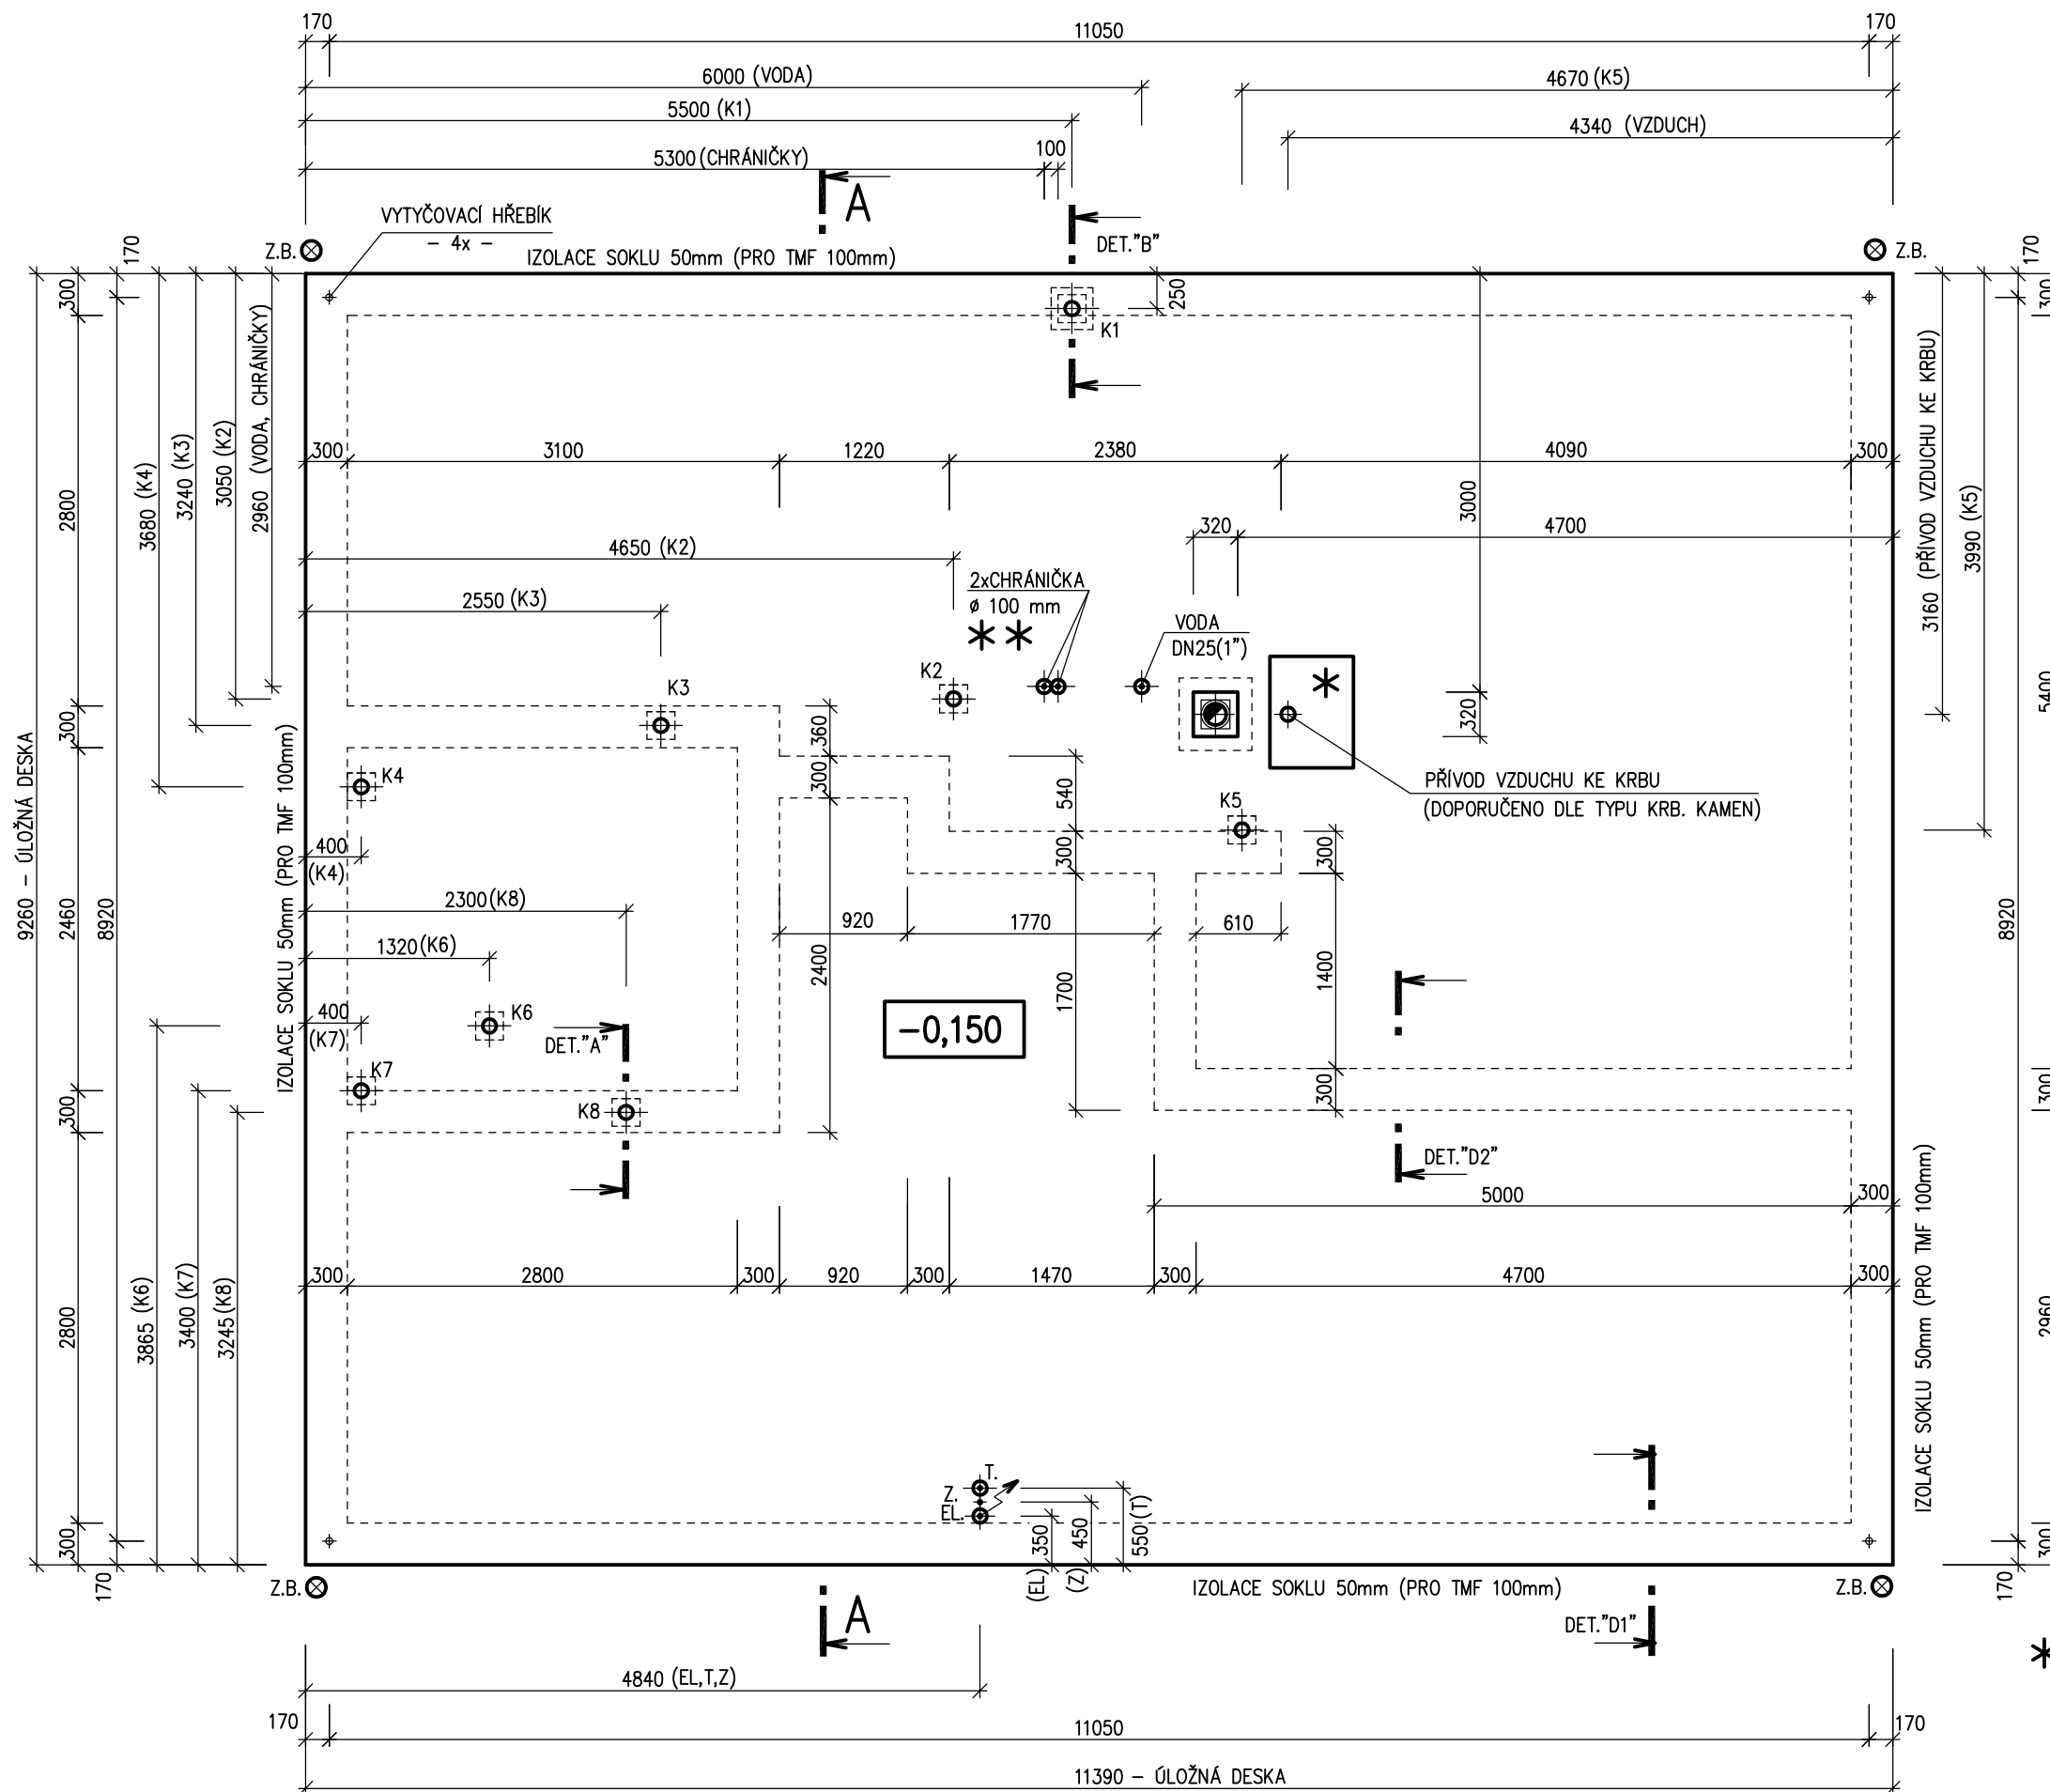 170
11050
170
6000 (VODA)
4670 (K5)
5500 (K1)
4340 (VZDUCH)
5300 (CHRÁNIČKY)
100
A
VYTYČOVACÍ HŘEBÍK
- 4x -
DET."B"
Z.B.
IZOLACE SOKLU 50mm (PRO TMF 100mm)
Z.B.
170
170
300
250
300
K1
2960 (VODA, CHRÁNIČKY)
3050 (K2)
3240 (K3)
3680 (K4)
2800
3160 (PŘÍVOD VZDUCHU KE KRBU)
3990 (K5)
300
3100
1220
2380
4090
300
3000
320
4700
4650 (K2)
2550 (K3)
2xCHRÁNIČKA
ø 100 mm
**
VODA
DN25(1")
K2
K3
*
5400
320
300
360
300
540
PŘÍVOD VZDUCHU KE KRBU
(DOPORUČENO DLE TYPU KRB. KAMEN)
K4
K5
9260 - ÚLOŽNÁ DESKA
IZOLACE SOKLU 50mm (PRO TMF 100mm)
400
(K4)
300
300
2300 (K8)
920
1770
610
2460
8920
8920
1320 (K6)
2400
1700
1400
400
(K7)
K6
DET."A"
-0,150
K7
K8
300
300
300
DET."D2"
5000
300
IZOLACE SOKLU 50mm (PRO TMF 100mm)
300
2800
300
920
300
1470
300
4700
300
3865 (K6)
3400 (K7)
3245 (K8)
2800
2960
T.
Z.
EL.
350
(EL)
450
(Z)
550 (T)
300
300
170
170
Z.B.
IZOLACE SOKLU 50mm (PRO TMF 100mm)
Z.B.
A
DET."D1"
*
4840 (EL,T,Z)
170
11050
170
11390 - ÚLOŽNÁ DESKA